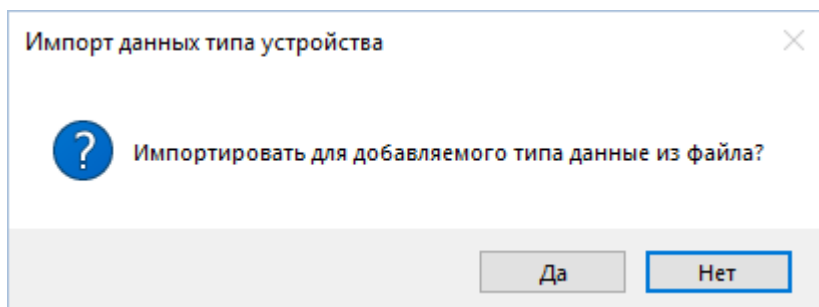 Импорт данных типа устройства
Импортировать для добавляемого типа данные из файла?
Да Нет